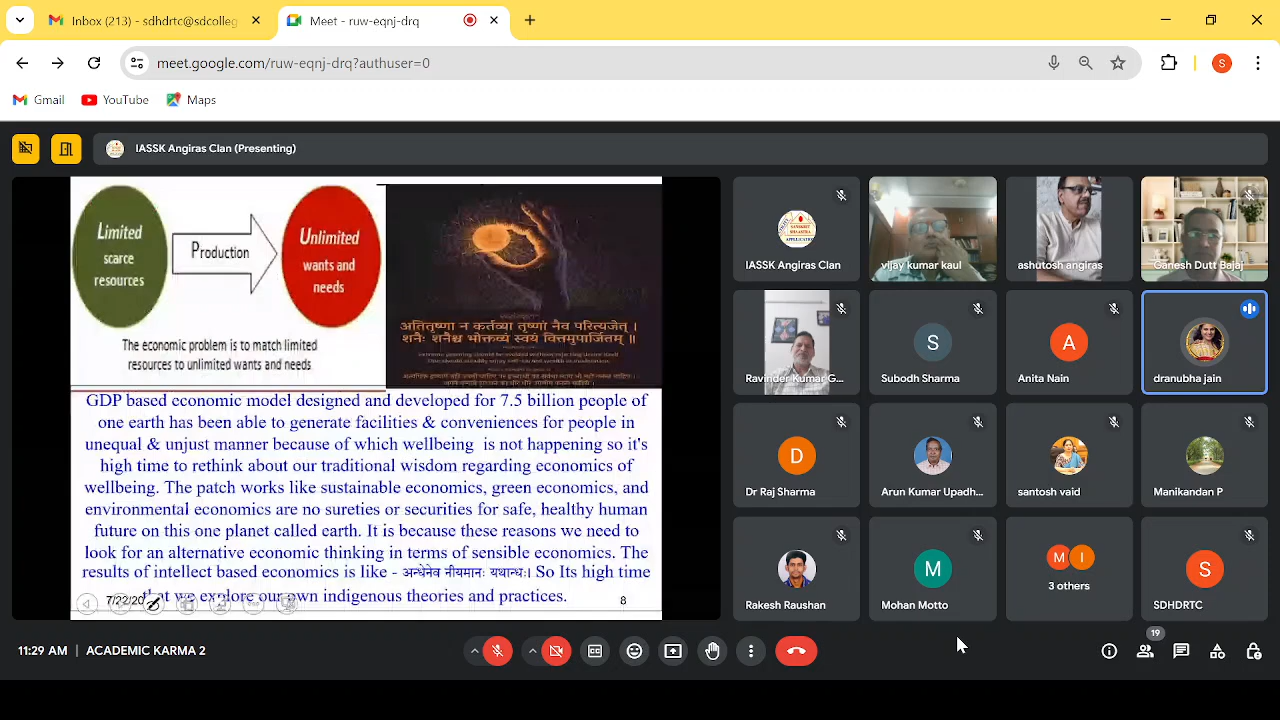 Inbox (213) - sdhdrtc@sdcolleg
Meet - ruw-eqnj-drq
meet.google.com/ruw-eqnj-drq?authuser=0
S
Gmail
YouTube
Maps
IASSK Angiras Clan (Presenting)
Limited
scarce
resources
Production
Unlimited
wants and
needs
The economic problem is to match limited
resources to unlimited wants and needs
अतितृष्णा न कर्तव्या तृष्णां नैव परित्यजेत् ।
शनैः शनैश्च भोक्तव्यं स्वयं वित्तमुपार्जितम् ॥
GDP based economic model designed and developed for 7.5 billion people of
one earth has been able to generate facilities & conveniences for people in
unequal & unjust manner because of which wellbeing is not happening so it's
high time to rethink about our traditional wisdom regarding economics of
wellbeing. The patch works like sustainable economics, green economics, and
environmental economics are no sureties or securities for safe, healthy human
future on this one planet called earth. It is because these reasons we need to
look for an alternative economic thinking in terms of sensible economics. The
results of intellect based economics is like - अन्धेनेव नीयमानः यथान्धः। So Its high time
that we explore our own indigenous theories and practices.
7/22/20
8
SANSKRIT
SHAASTRA
APPLICATION
IASSK Angiras Clan
vijay kumar kaul
ashutosh angiras
Ganesh Dutt Bajaj
Ravinder Kumar G...
S
Subodh Sharma
A
Anita Nain
dranubha jain
D
Dr Raj Sharma
Arun Kumar Upadh...
santosh vaid
Manikandan P
Rakesh Raushan
M
Mohan Motto
M I
3 others
S
SDHDRTC
11:29 AM | ACADEMIC KARMA 2
19